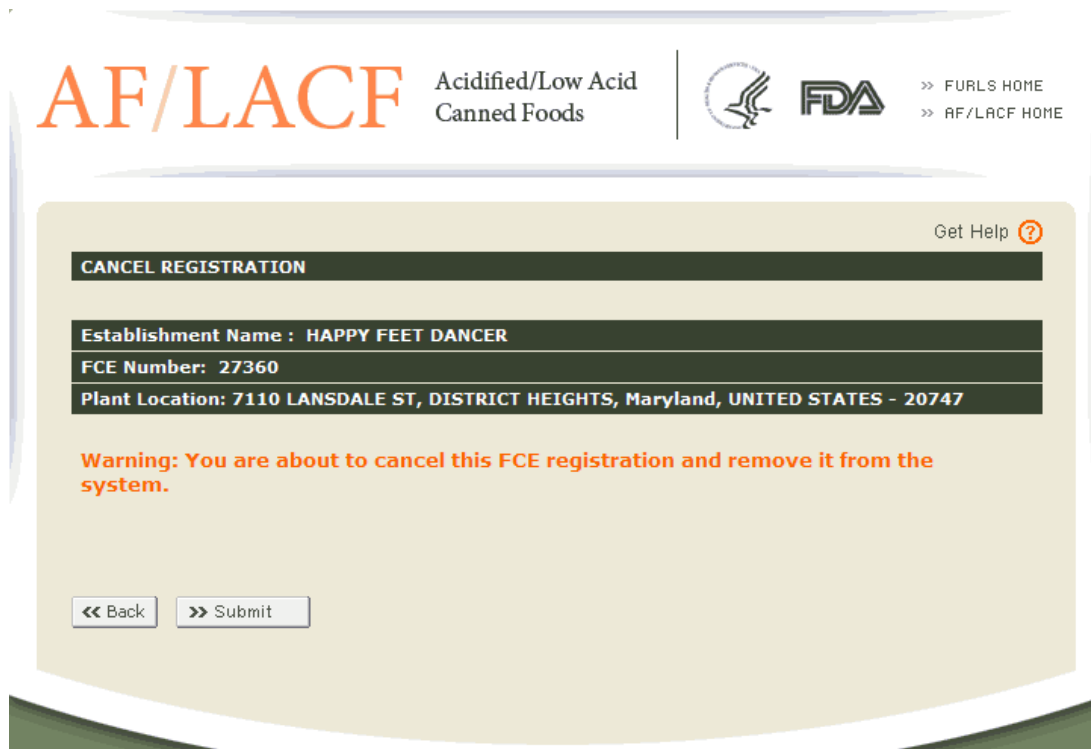 AF/LACF
Acidified/Low Acid
Canned Foods
FDA
>> FURLS HOME
>> AF/LACF HOME
Get Help ?
CANCEL REGISTRATION
Establishment Name : HAPPY FEET DANCER
FCE Number: 27360
Plant Location: 7110 LANSDALE ST, DISTRICT HEIGHTS, Maryland, UNITED STATES - 20747
Warning: You are about to cancel this FCE registration and remove it from the
system.
<< Back
>> Submit